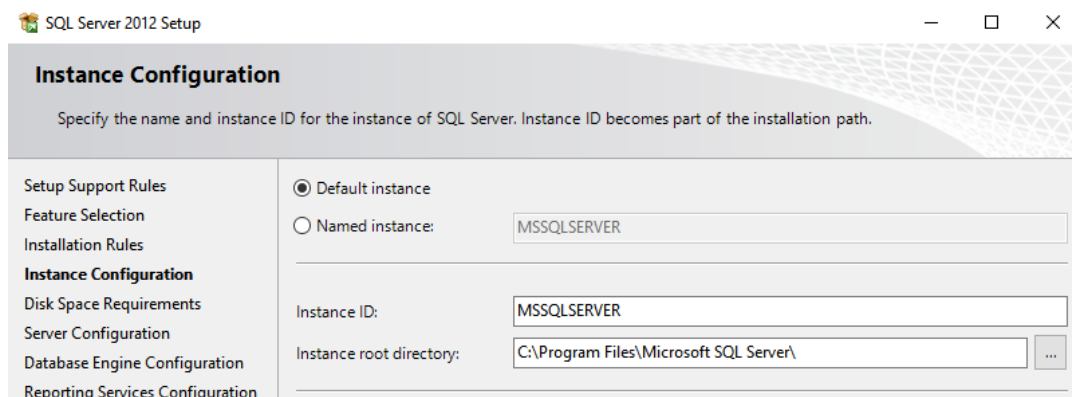 SQL Server 2012 Setup
Instance Configuration
Specify the name and instance ID for the instance of SQL Server. Instance ID becomes part of the installation path.
Setup Support Rules
Feature Selection
Installation Rules
Instance Configuration
Disk Space Requirements
Server Configuration
Database Engine Configuration
Reporting Services Configuration
Default instance
Named instance: MSSQLSERVER
Instance ID: MSSQLSERVER
Instance root directory: C:\Program Files\Microsoft SQL Server\ ...